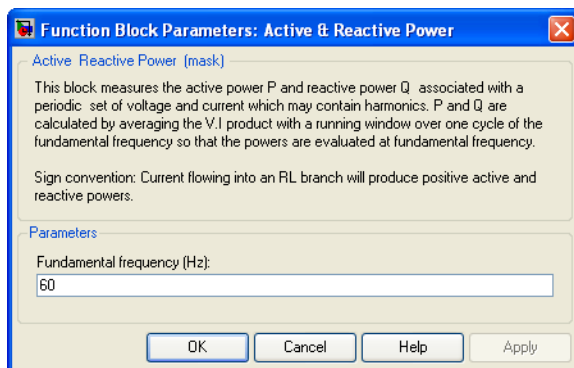 Function Block Parameters: Active & Reactive Power
Active Reactive Power (mask)
This block measures the active power P and reactive power Q associated with a
periodic set of voltage and current which may contain harmonics. P and Q are
calculated by averaging the V.I product with a running window over one cycle of the
fundamental frequency so that the powers are evaluated at fundamental frequency.
Sign convention: Current flowing into an RL branch will produce positive active and
reactive powers.
Parameters
Fundamental frequency (Hz):
60
OK Cancel Help Apply